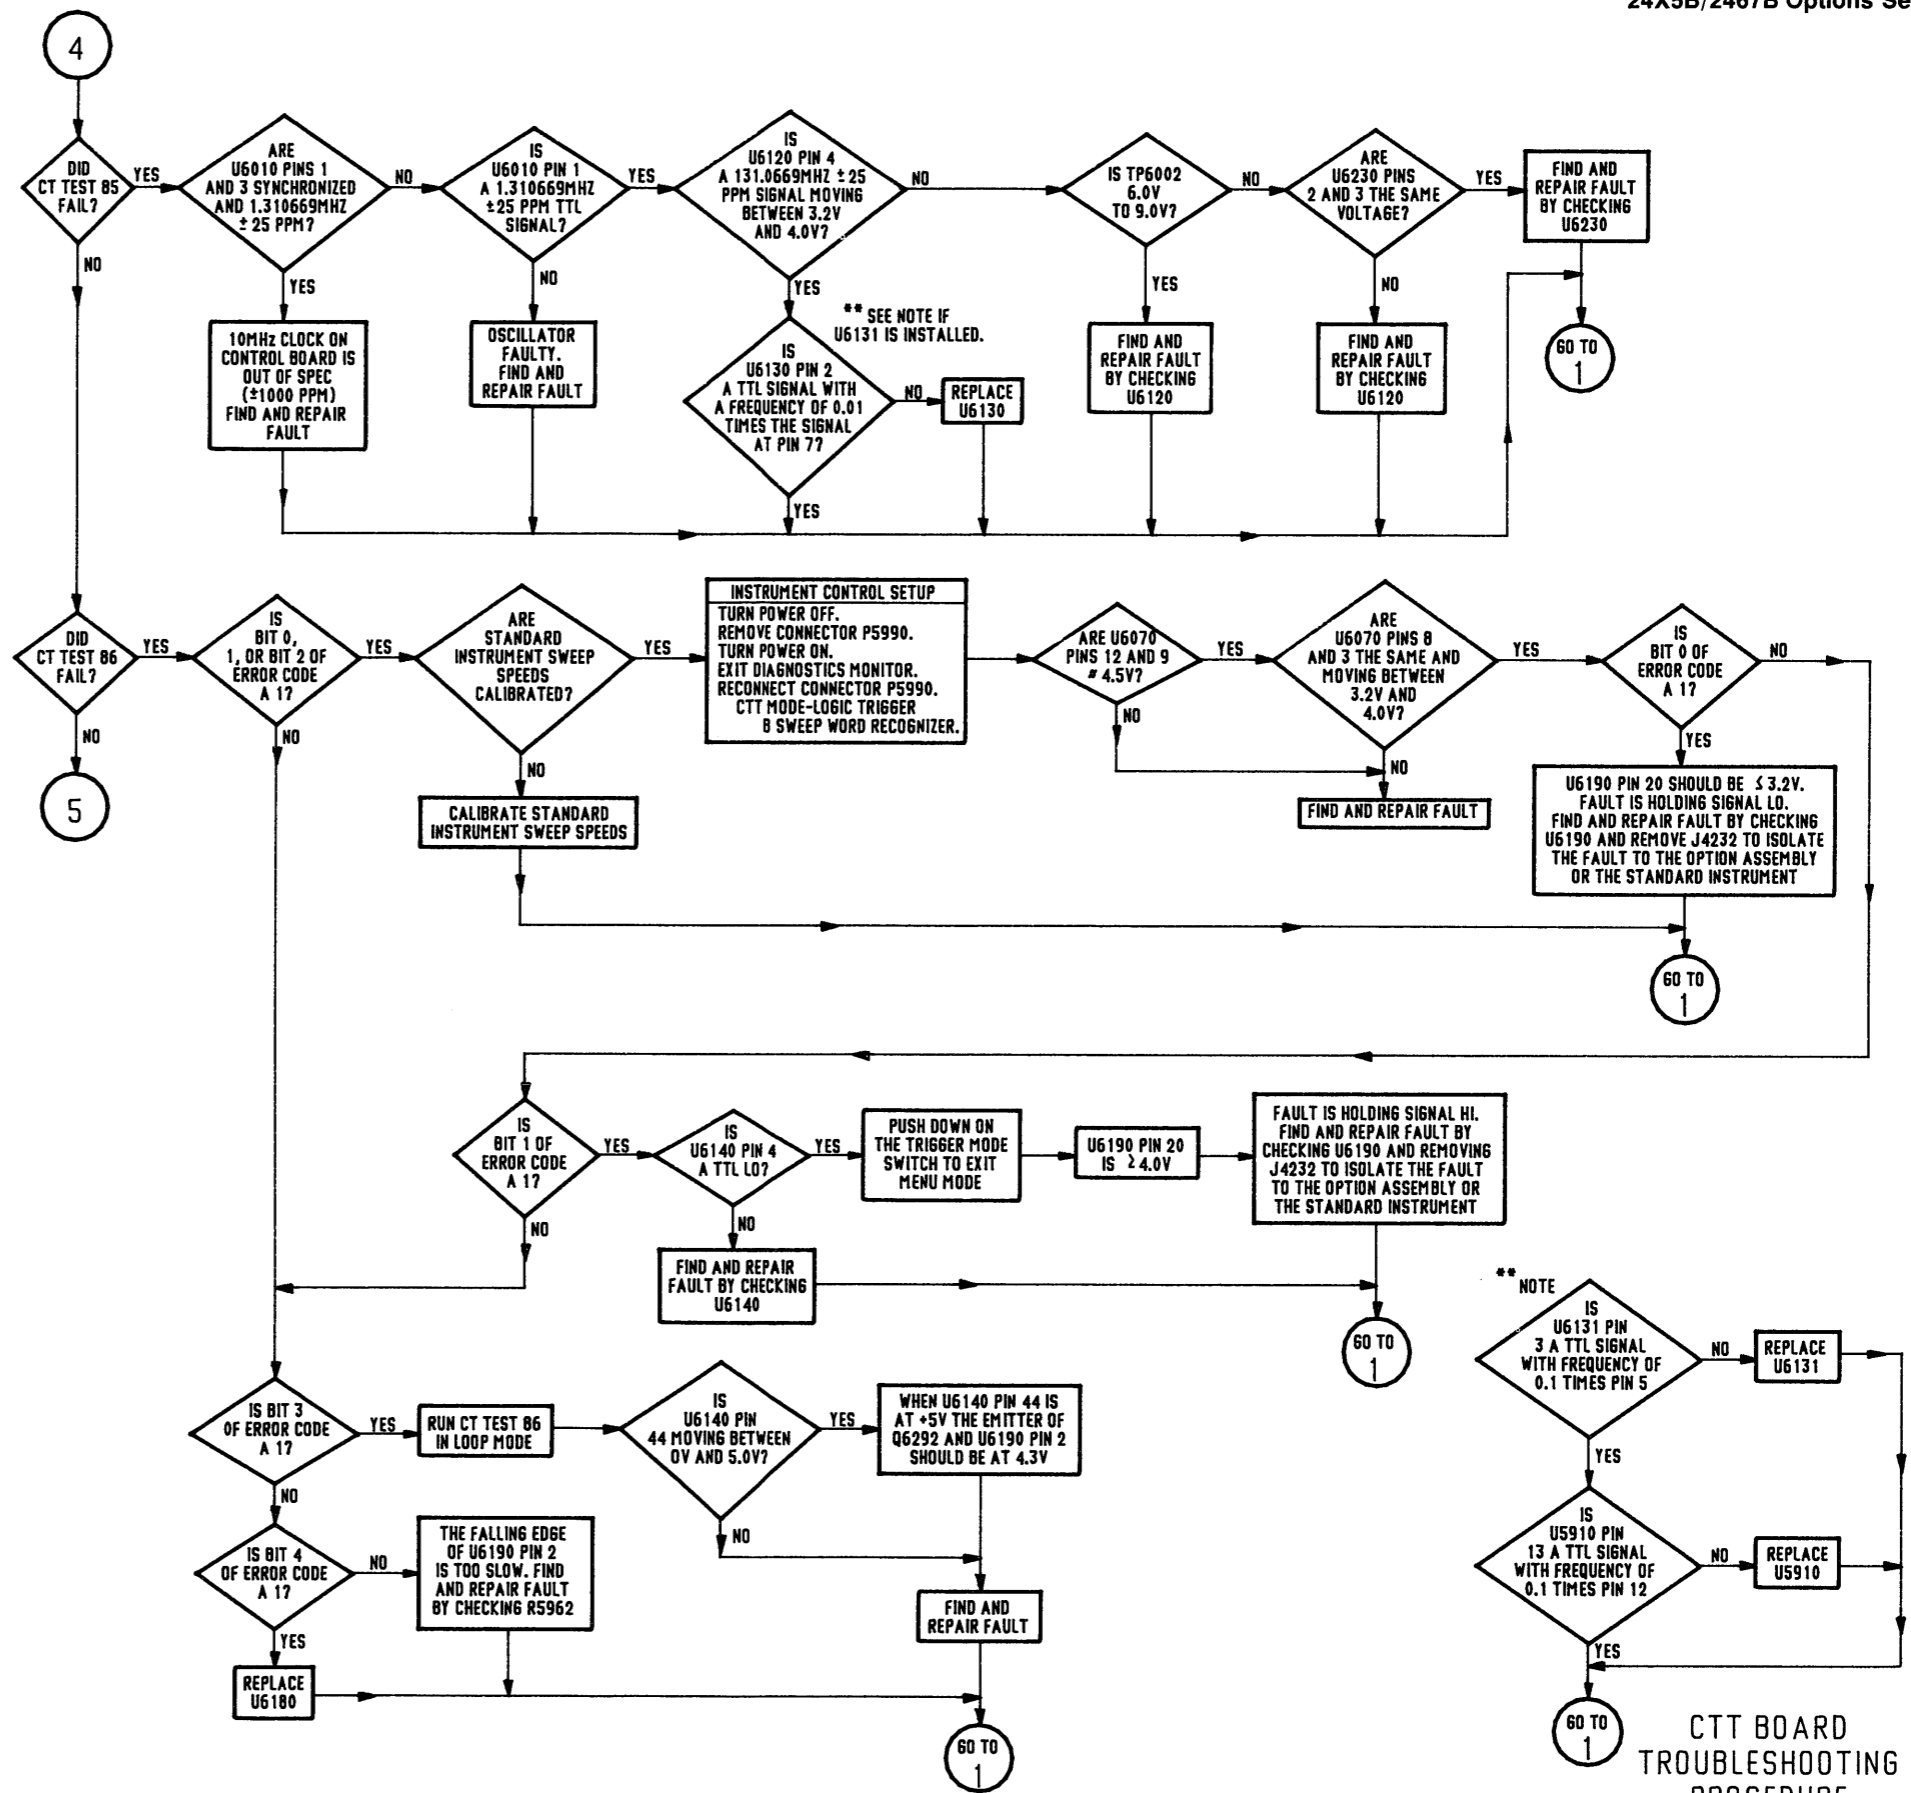 24X5B/2467B Options Se
4
DID
CT TEST 85
FAIL?
YES
NO
ARE
U6010 PINS 1
AND 3 SYNCHRONIZED
AND 1.310669MHZ
± 25 PPM?
NO
YES
10MHz CLOCK ON
CONTROL BOARD IS
OUT OF SPEC
(±1000 PPM)
FIND AND REPAIR
FAULT
IS
U6010 PIN 1
A 1.310669MHZ
±25 PPM TTL
SIGNAL?
YES
NO
OSCILLATOR
FAULTY.
FIND AND
REPAIR FAULT
IS
U6120 PIN 4
A 131.0669MHZ ±25
PPM SIGNAL MOVING
BETWEEN 3.2V
AND 4.0V?
NO
YES
** SEE NOTE IF
U6131 IS INSTALLED.
IS
U6130 PIN 2
A TTL SIGNAL WITH
A FREQUENCY OF 0.01
TIMES THE SIGNAL
AT PIN 7?
NO
REPLACE
U6130
YES
IS TP6002
6.0V
TO 9.0V?
NO
YES
FIND AND
REPAIR FAULT
BY CHECKING
U6120
ARE
U6230 PINS
2 AND 3 THE SAME
VOLTAGE?
YES
NO
FIND AND
REPAIR FAULT
BY CHECKING
U6120
FIND AND
REPAIR FAULT
BY CHECKING
U6230
GO TO
1
DID
CT TEST 86
FAIL?
YES
NO
5
IS
BIT 0,
1, OR BIT 2 OF
ERROR CODE
A 1?
YES
NO
ARE
STANDARD
INSTRUMENT SWEEP
SPEEDS
CALIBRATED?
YES
NO
CALIBRATE STANDARD
INSTRUMENT SWEEP SPEEDS
INSTRUMENT CONTROL SETUP
TURN POWER OFF.
REMOVE CONNECTOR P5990.
TURN POWER ON.
EXIT DIAGNOSTICS MONITOR.
RECONNECT CONNECTOR P5990.
CTT MODE-LOGIC TRIGGER
B SWEEP WORD RECOGNIZER.
ARE U6070
PINS 12 AND 9
≠ 4.5V?
YES
NO
ARE
U6070 PINS 8
AND 3 THE SAME AND
MOVING BETWEEN
3.2V AND
4.0V?
YES
NO
FIND AND REPAIR FAULT
IS
BIT 0 OF
ERROR CODE
A 1?
NO
YES
U6190 PIN 20 SHOULD BE ≤ 3.2V.
FAULT IS HOLDING SIGNAL LO.
FIND AND REPAIR FAULT BY CHECKING
U6190 AND REMOVE J4232 TO ISOLATE
THE FAULT TO THE OPTION ASSEMBLY
OR THE STANDARD INSTRUMENT
GO TO
1
IS
BIT 1 OF
ERROR CODE
A 1?
YES
NO
IS
U6140 PIN 4
A TTL LO?
YES
NO
FIND AND REPAIR
FAULT BY CHECKING
U6140
PUSH DOWN ON
THE TRIGGER MODE
SWITCH TO EXIT
MENU MODE
U6190 PIN 20
IS ≥ 4.0V
FAULT IS HOLDING SIGNAL HI.
FIND AND REPAIR FAULT BY
CHECKING U6190 AND REMOVING
J4232 TO ISOLATE THE FAULT
TO THE OPTION ASSEMBLY OR
THE STANDARD INSTRUMENT
GO TO
1
IS BIT 3
OF ERROR CODE
A 1?
YES
NO
RUN CT TEST 86
IN LOOP MODE
IS
U6140 PIN
44 MOVING BETWEEN
0V AND 5.0V?
YES
NO
WHEN U6140 PIN 44 IS
AT +5V THE EMITTER OF
Q6292 AND U6190 PIN 2
SHOULD BE AT 4.3V
FIND AND
REPAIR FAULT
IS BIT 4
OF ERROR CODE
A 1?
NO
YES
THE FALLING EDGE
OF U6190 PIN 2
IS TOO SLOW. FIND
AND REPAIR FAULT
BY CHECKING R5962
REPLACE
U6180
GO TO
1
** NOTE
IS
U6131 PIN
3 A TTL SIGNAL
WITH FREQUENCY OF
0.1 TIMES PIN 5
NO
REPLACE
U6131
YES
IS
U5910 PIN
13 A TTL SIGNAL
WITH FREQUENCY OF
0.1 TIMES PIN 12
NO
REPLACE
U5910
YES
GO TO
1
CTT BOARD
TROUBLESHOOTING
PROCEDURE